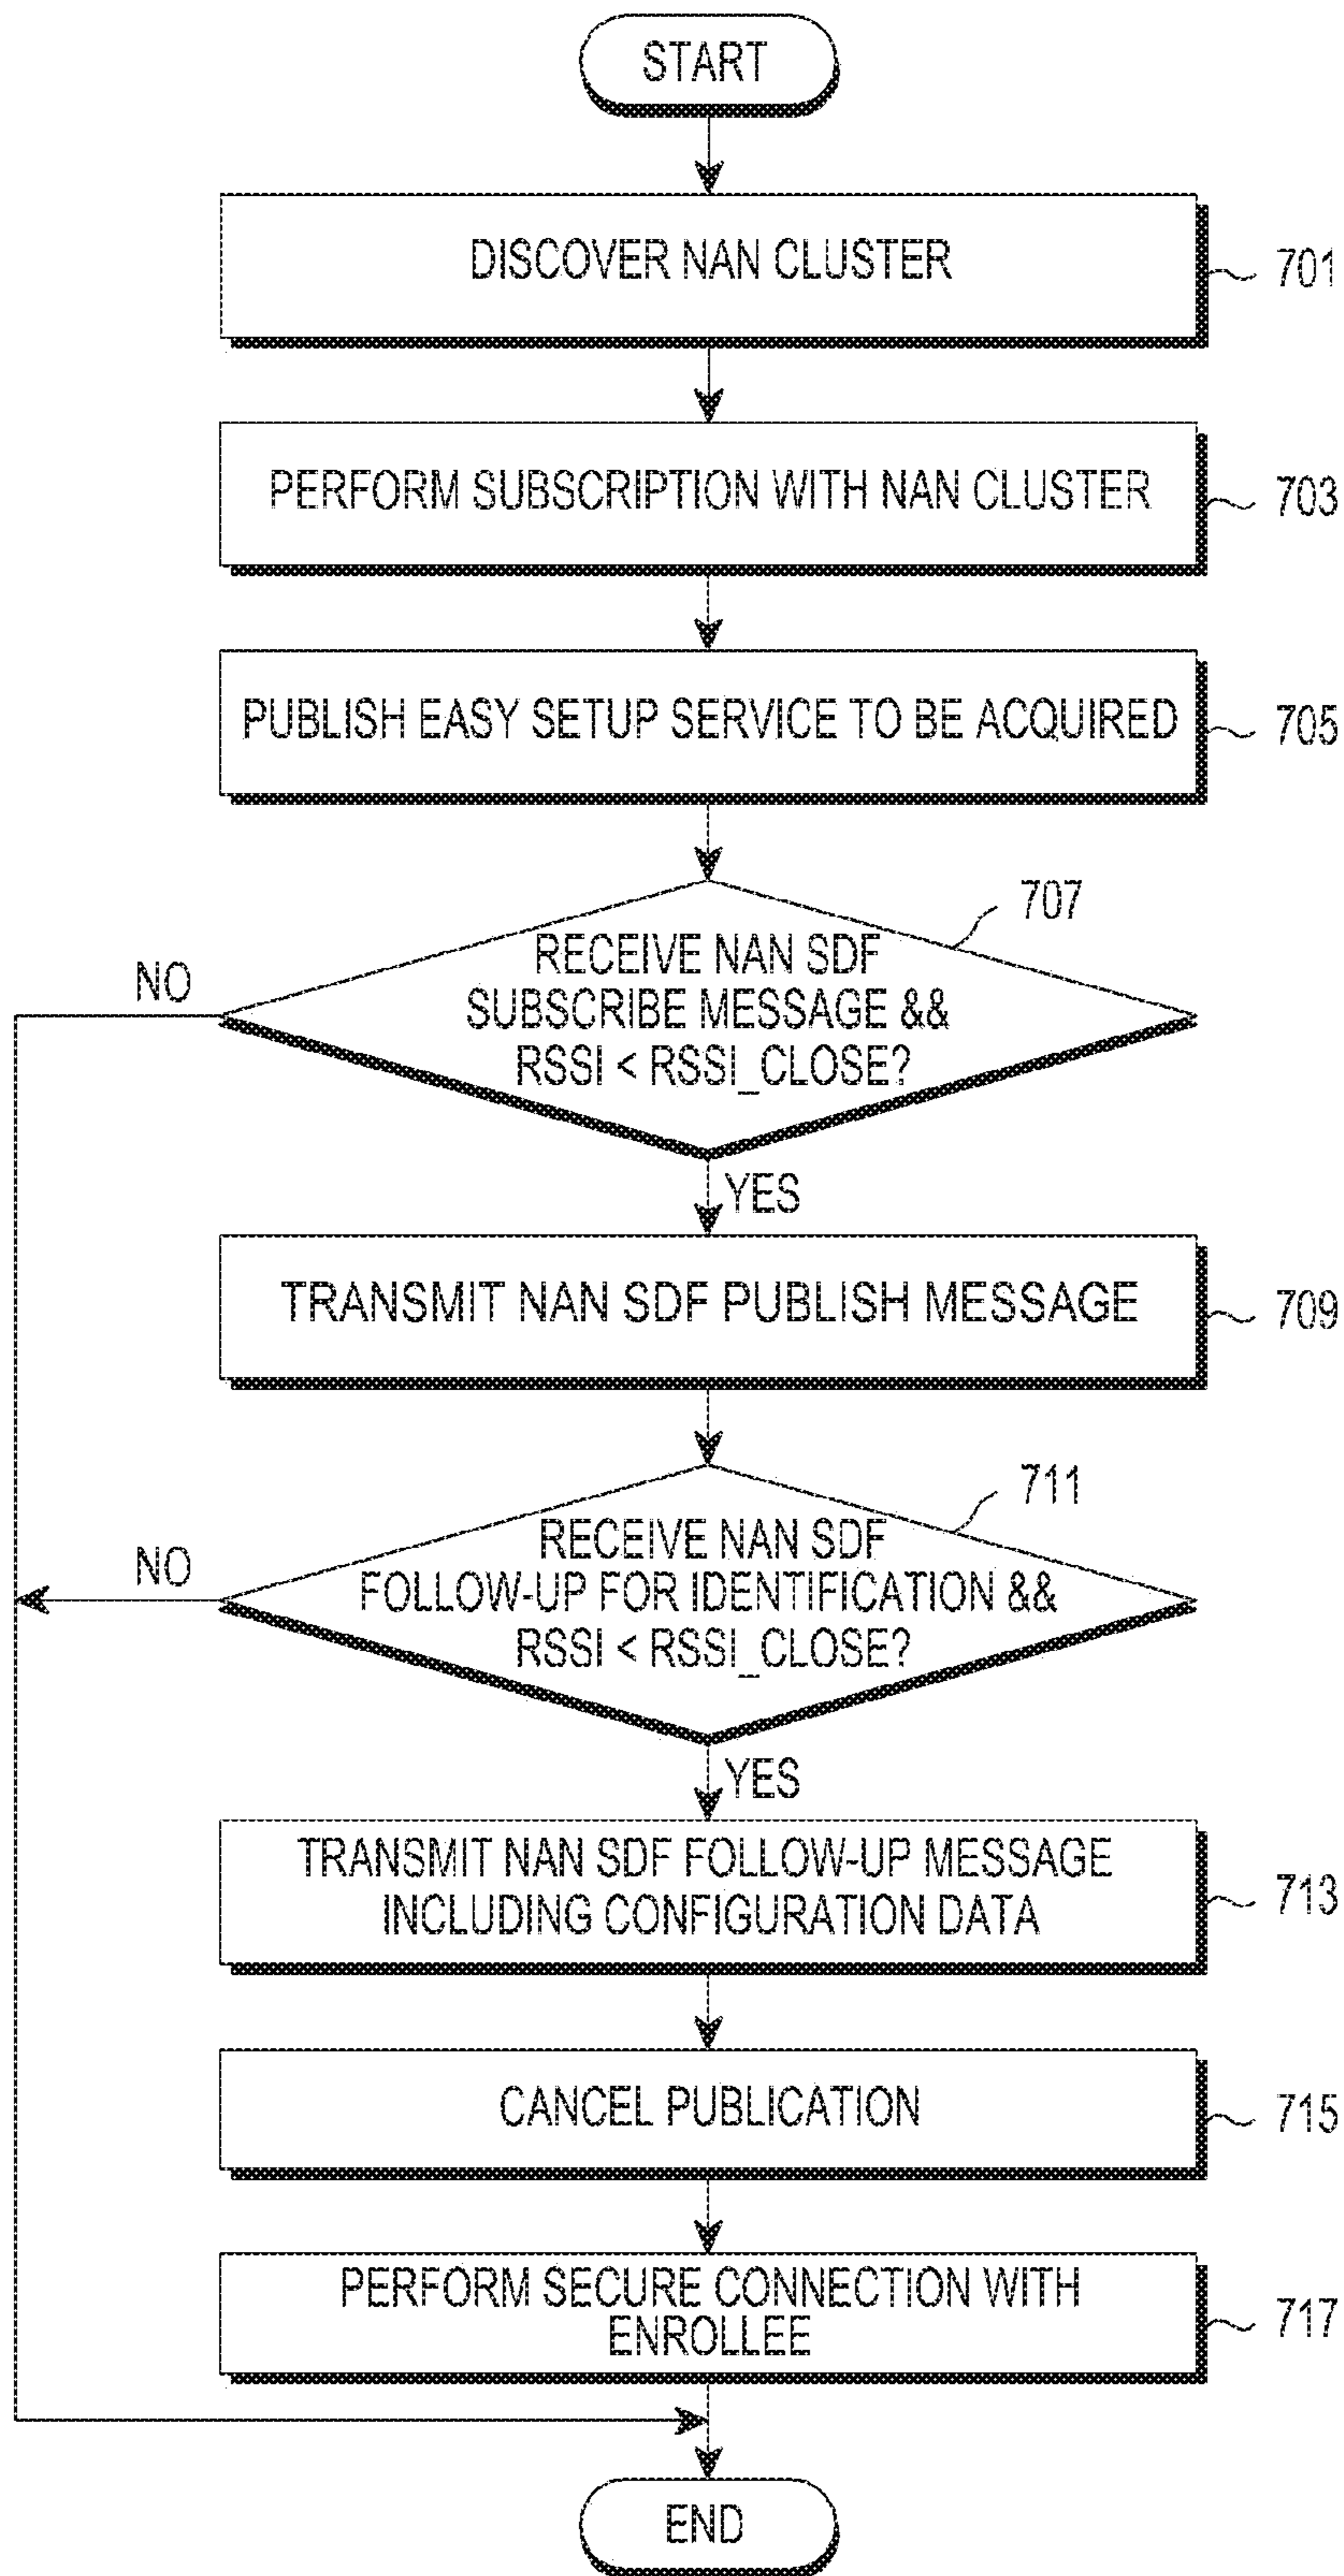 START
DISCOVER NAN CLUSTER
701
PERFORM SUBSCRIPTION WITH NAN CLUSTER
703
PUBLISH EASY SETUP SERVICE TO BE ACQUIRED
705
707
RECEIVE NAN SDF
SUBSCRIBE MESSAGE &&
RSSI < RSSI_CLOSE?
NO
YES
TRANSMIT NAN SDF PUBLISH MESSAGE
709
711
RECEIVE NAN SDF
FOLLOW-UP FOR IDENTIFICATION &&
RSSI < RSSI_CLOSE?
NO
YES
TRANSMIT NAN SDF FOLLOW-UP MESSAGE
INCLUDING CONFIGURATION DATA
713
CANCEL PUBLICATION
715
PERFORM SECURE CONNECTION WITH
ENROLLEE
717
END